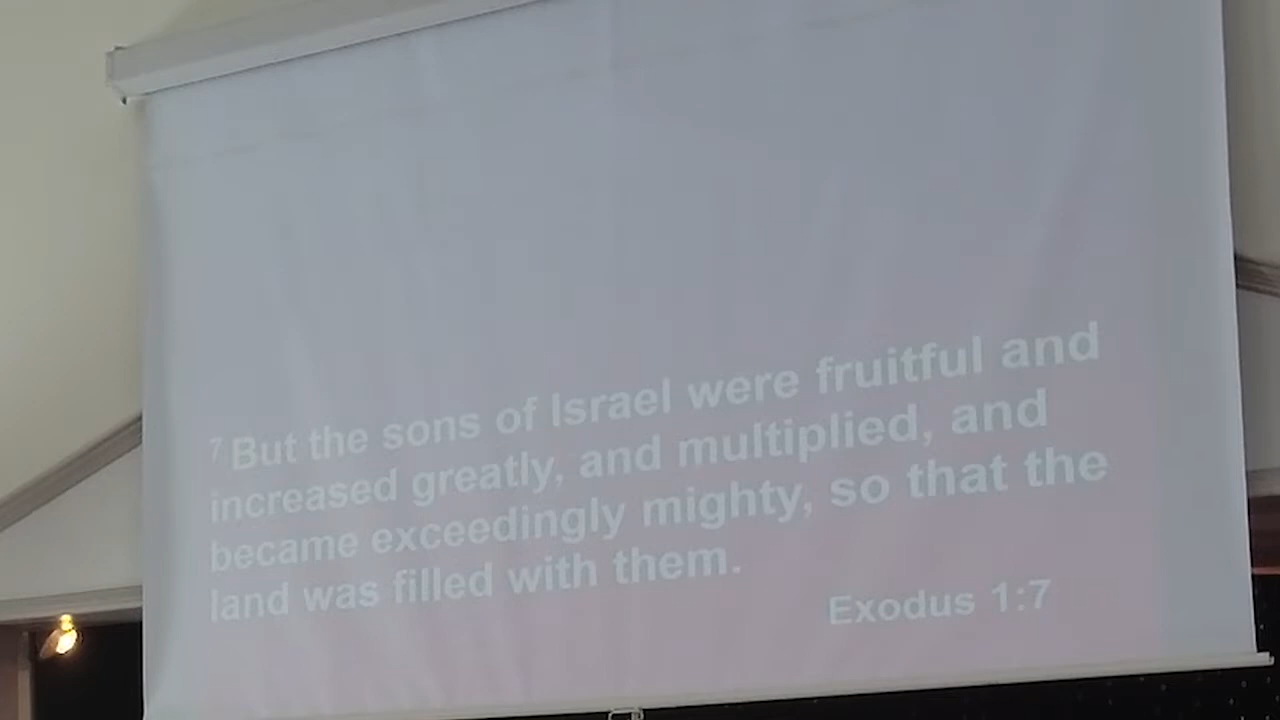 7 But the sons of Israel were fruitful and
increased greatly, and multiplied, and
became exceedingly mighty, so that the
land was filled with them.
Exodus 1:7